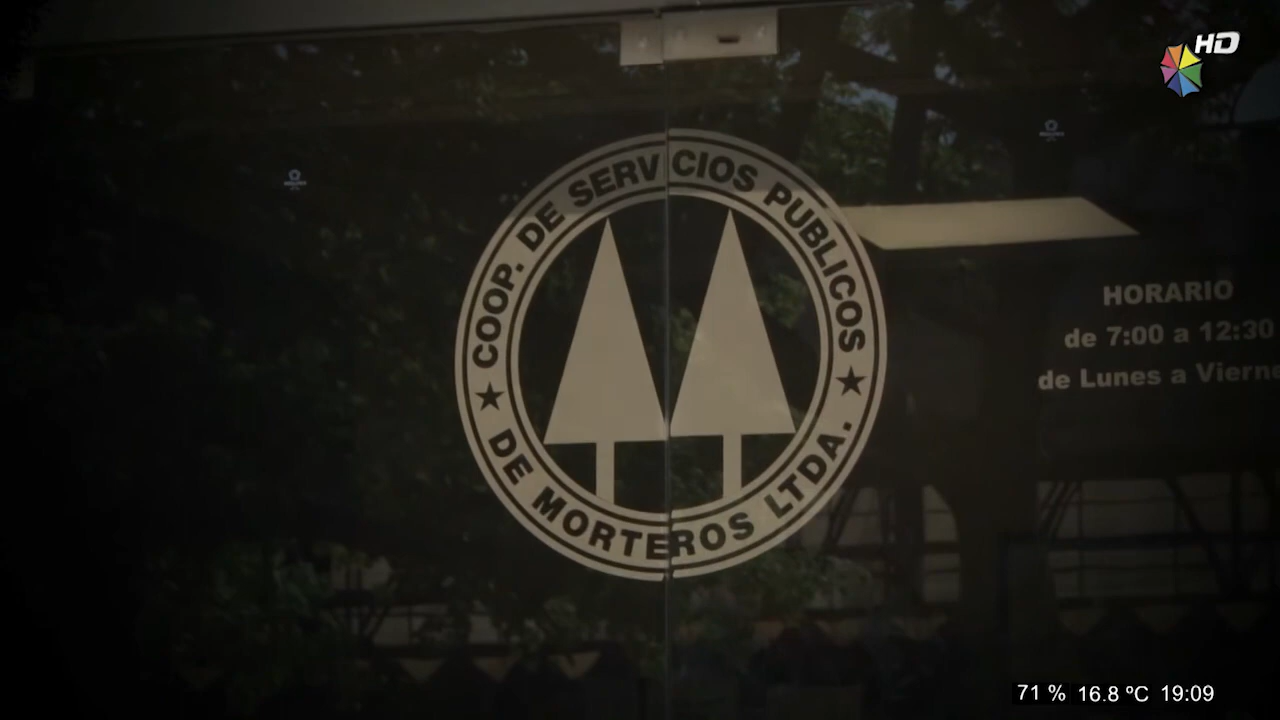 HD
COOP. DE SERVICIOS PUBLICOS
★ DE MORTEROS LTDA. ★
HORARIO
de 7:00 a 12:30
de Lunes a Vierne
71 % 16.8 ºC 19:09